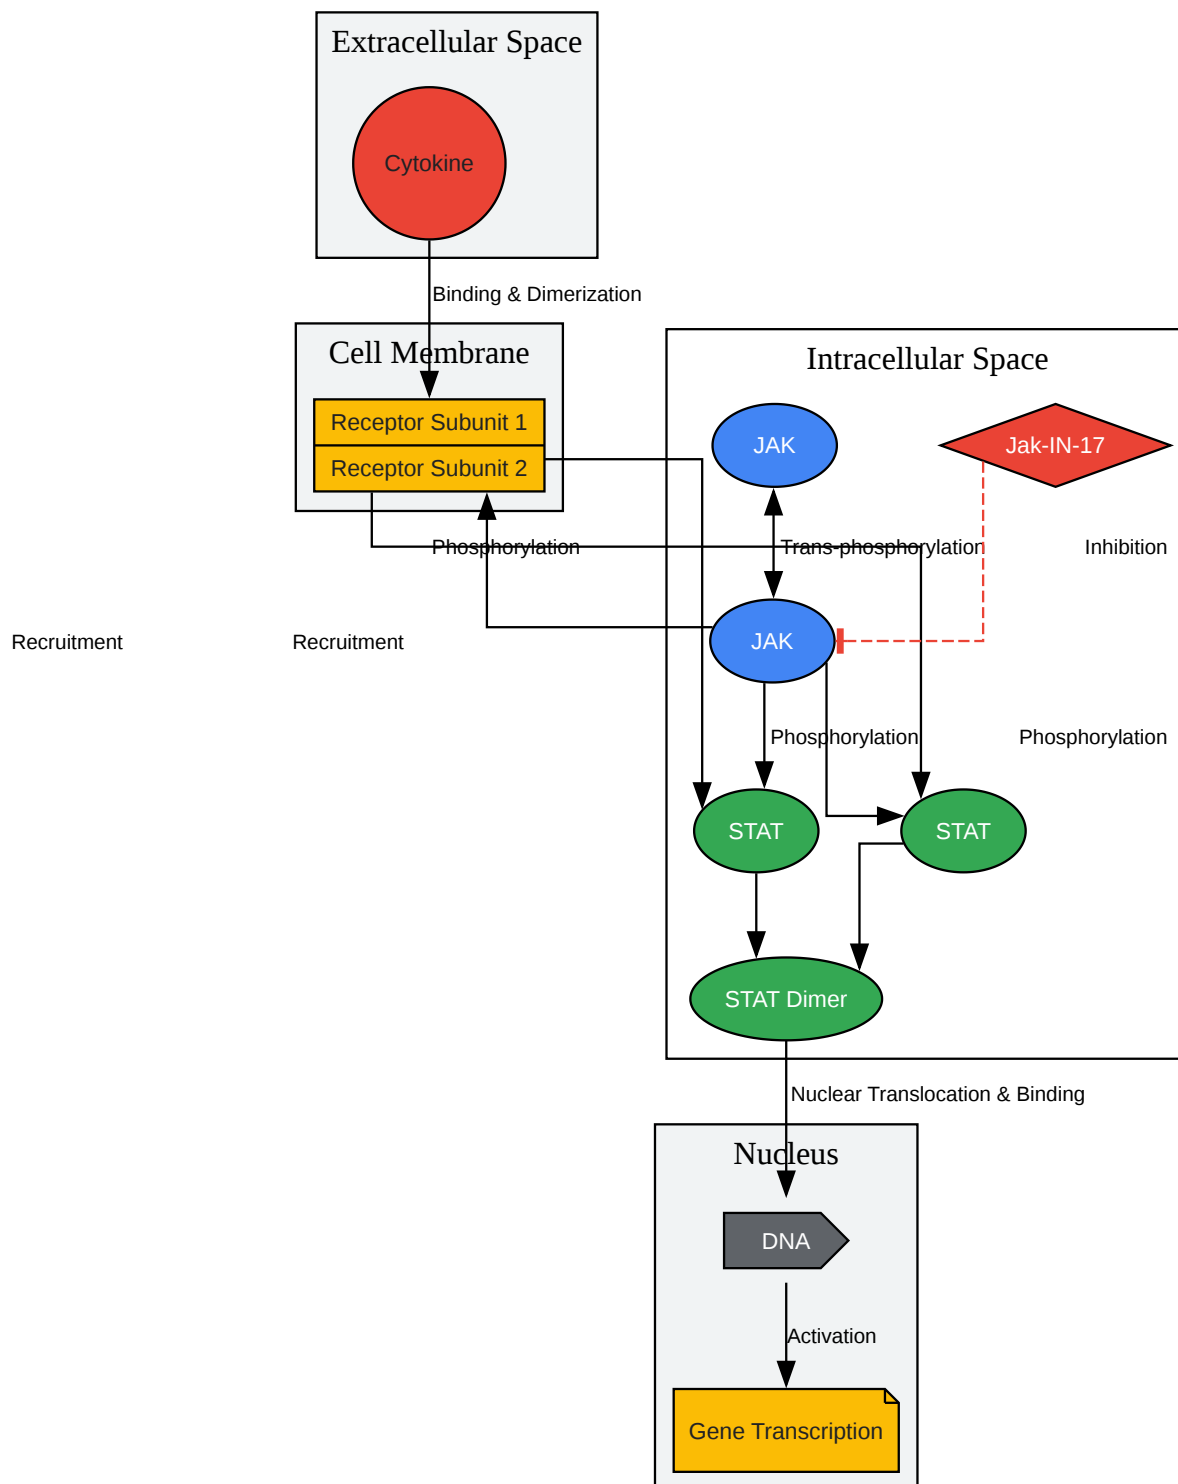 Extracellular Space
Cytokine
Binding & Dimerization
Cell Membrane
Receptor Subunit 1
Receptor Subunit 2
Intracellular Space
JAK
Jak-IN-17
Phosphorylation
Trans-phosphorylation
Inhibition
Recruitment
Recruitment
JAK
Phosphorylation
Phosphorylation
STAT
STAT
STAT Dimer
Nuclear Translocation & Binding
Nucleus
DNA
Activation
Gene Transcription